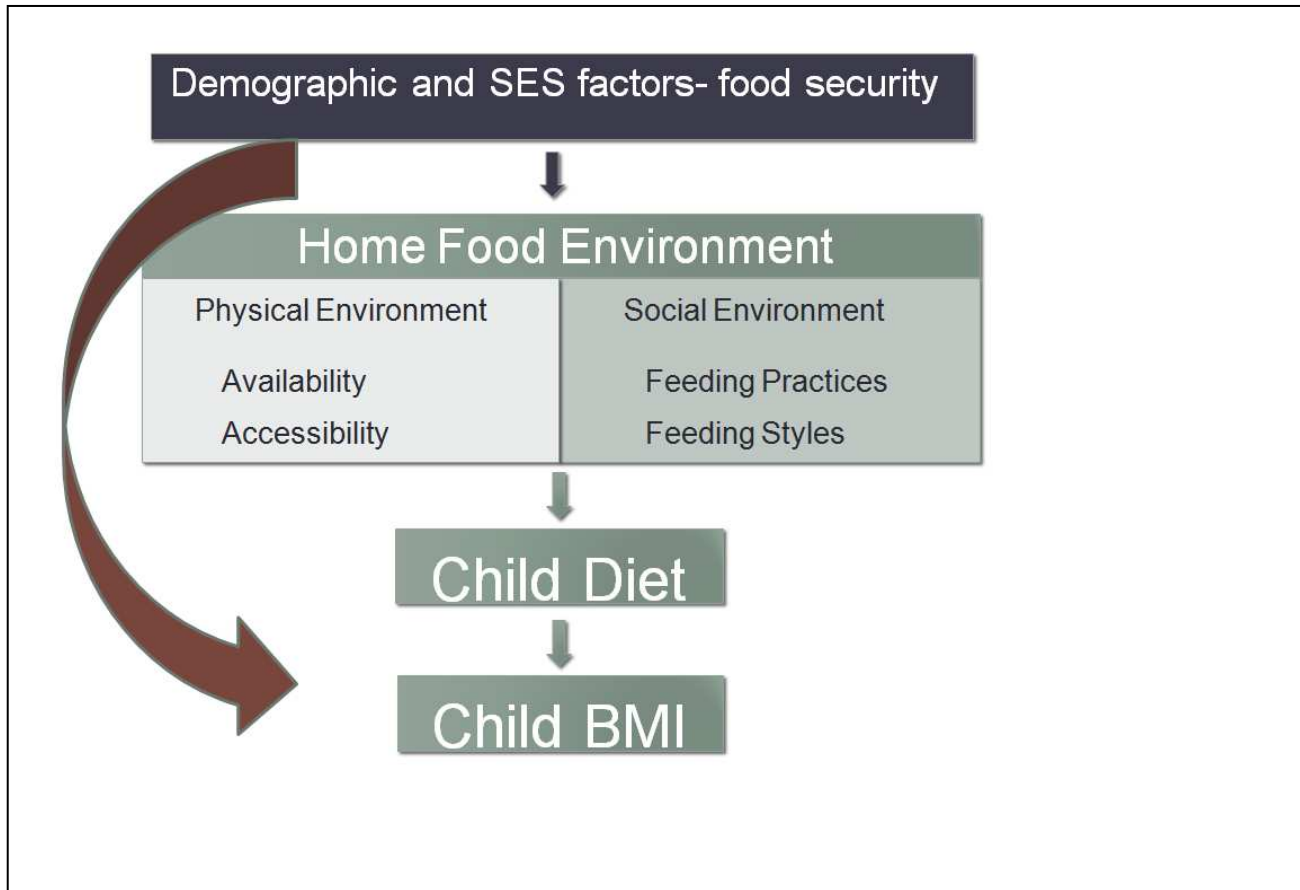 Demographic and SES factors- food security
Home Food Environment
Physical Environment
Availability
Accessibility
Social Environment
Feeding Practices
Feeding Styles
Child Diet
Child BMI